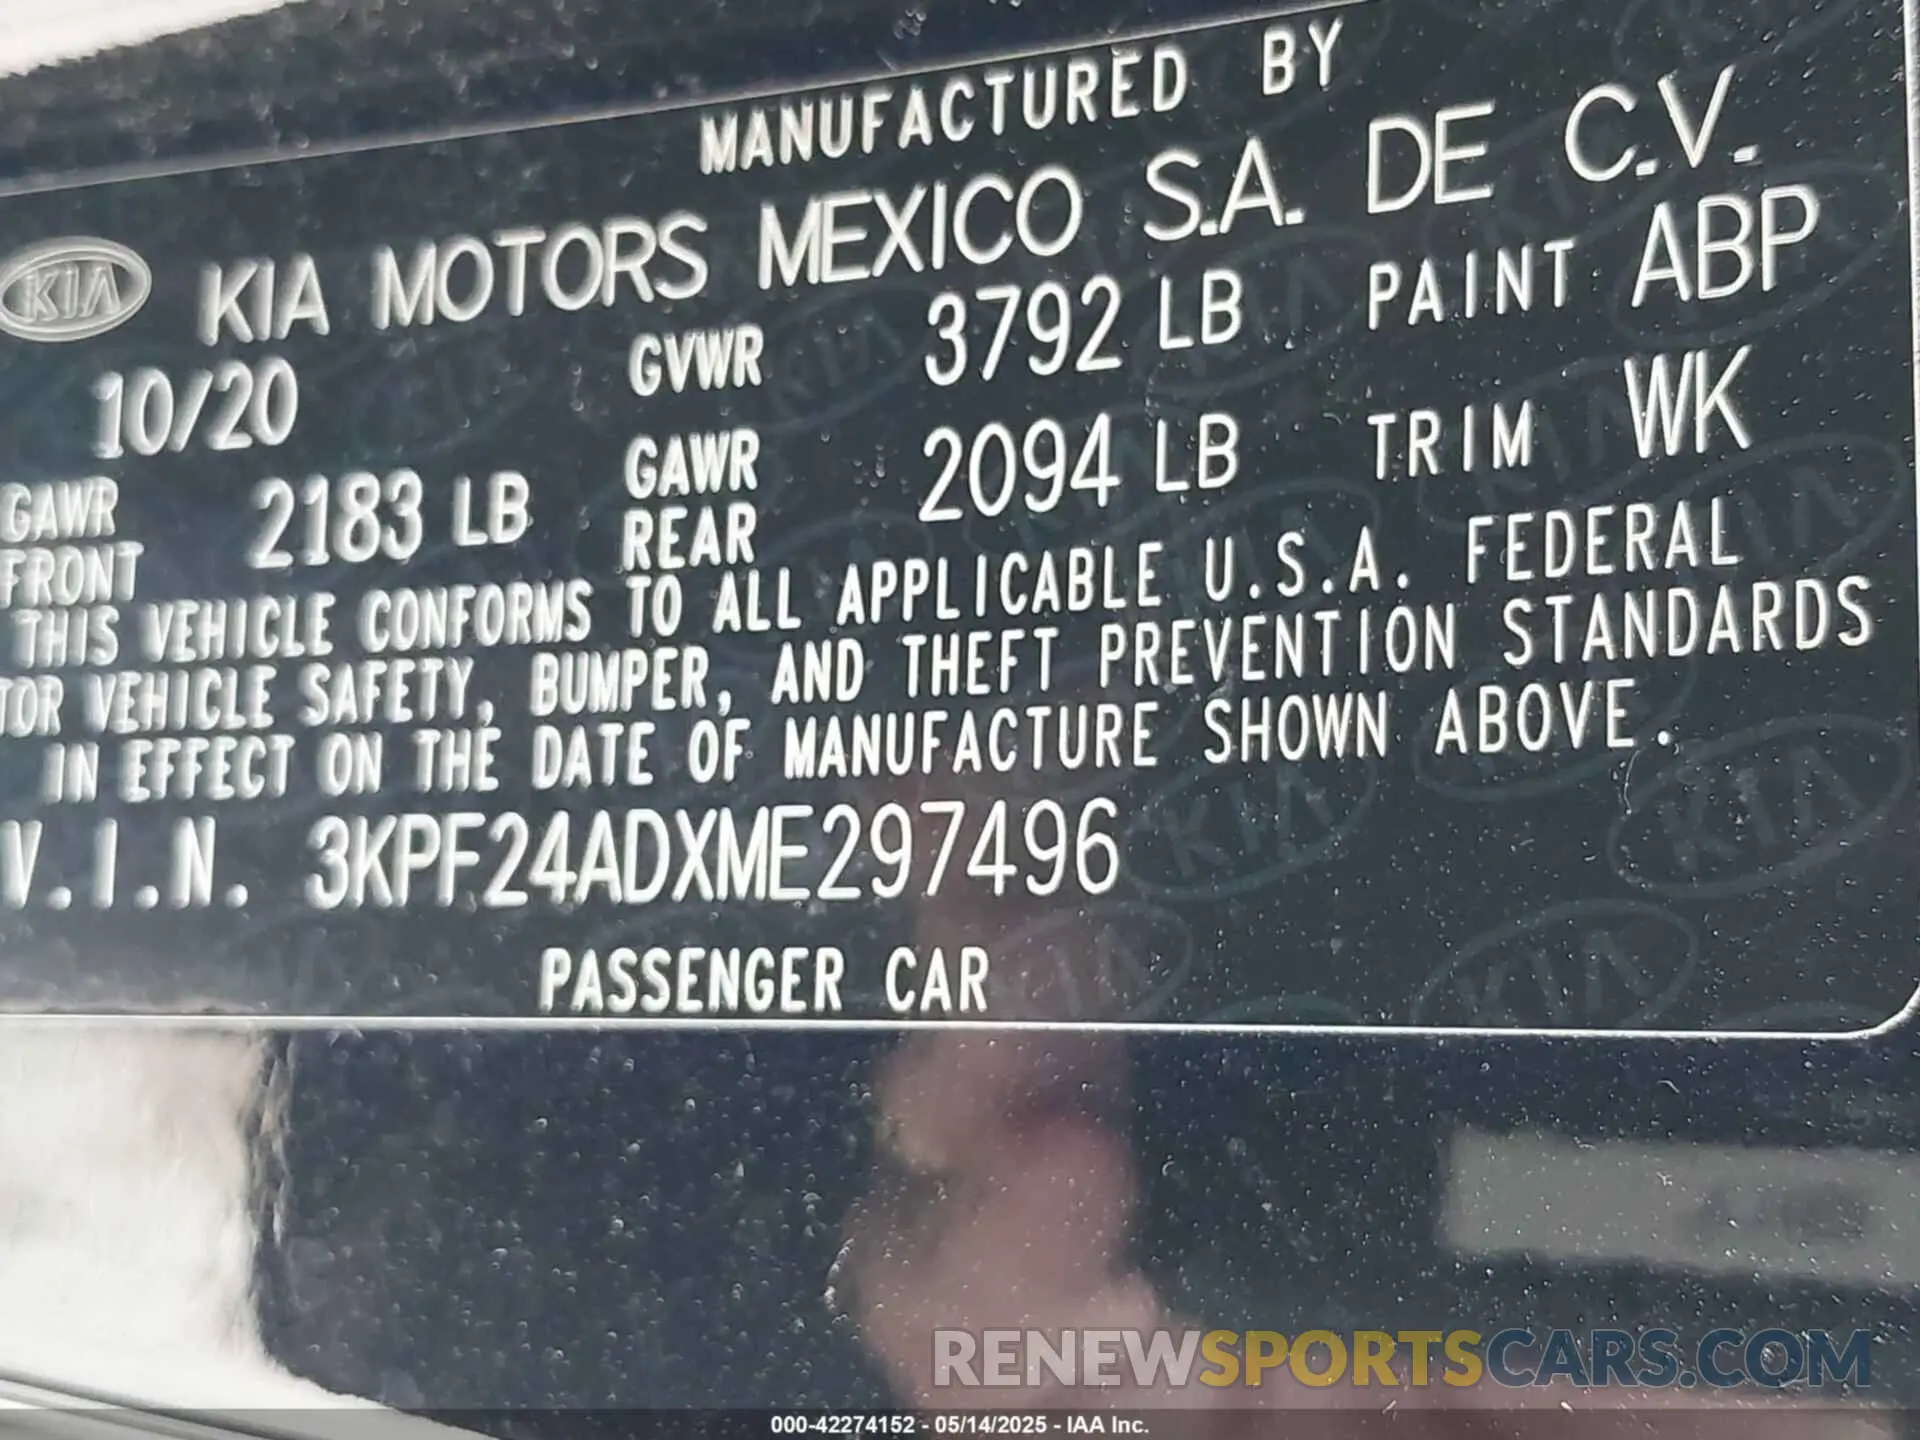 MANUFACTURED BY
KIA KIA MOTORS MEXICO S.A. DE C.V.
10/20 GVWR 3792 LB PAINT ABP
GAWR FRONT 2183 LB GAWR REAR 2094 LB TRIM WK
THIS VEHICLE CONFORMS TO ALL APPLICABLE U.S.A. FEDERAL
TOR VEHICLE SAFETY, BUMPER, AND THEFT PREVENTION STANDARDS
IN EFFECT ON THE DATE OF MANUFACTURE SHOWN ABOVE.
V.I.N. 3KPF24ADXME297496
PASSENGER CAR
RENEWSPORTSCARS.COM
000-42274152 - 05/14/2025 - IAA Inc.